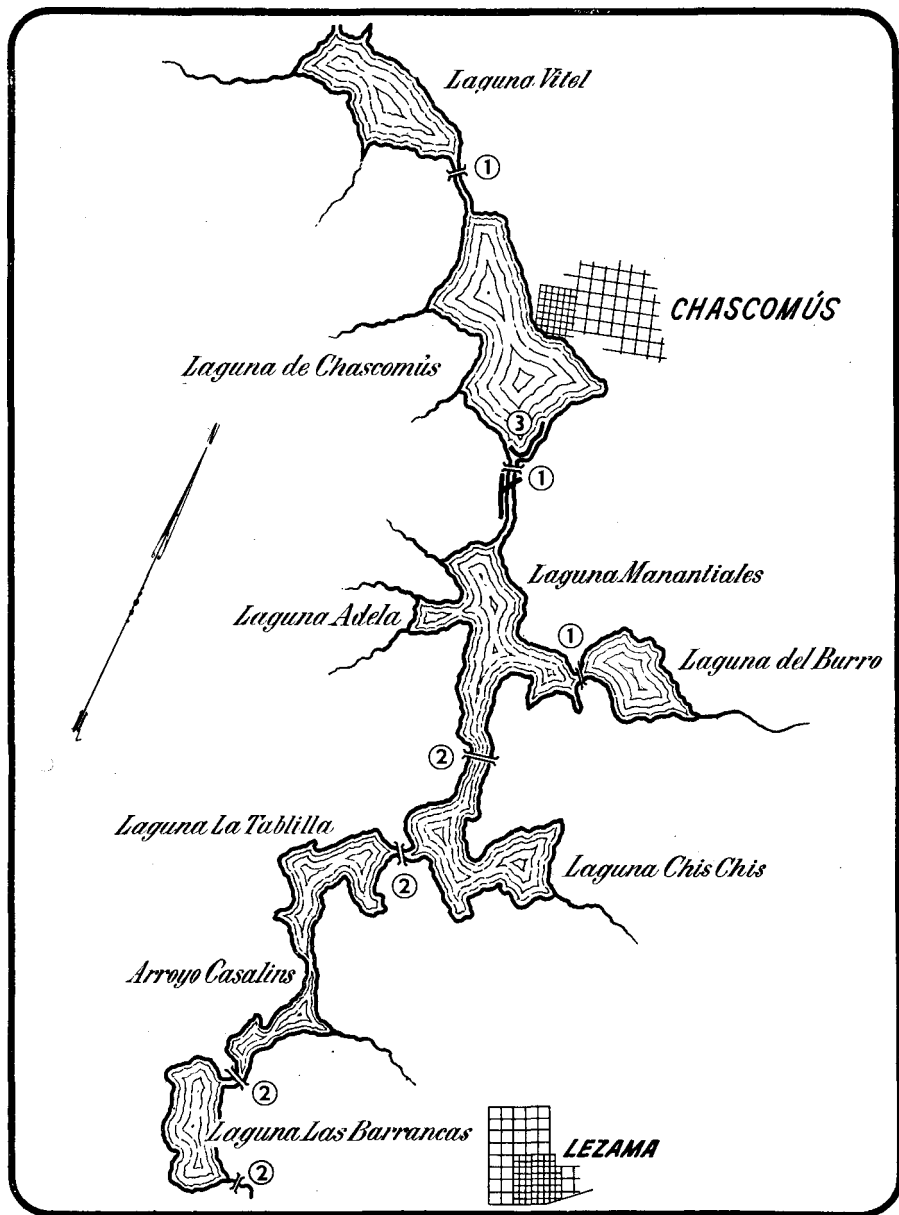 Laguna Vitel
①
CHASCOMÚS
Laguna de Chascomús
③
①
Laguna Manantiales
Laguna Adela
①
Laguna del Burro
②
Laguna La Tablilla
Laguna Chis Chis
②
Arroyo Casalins
②
Laguna Las Barrancas
LEZAMA
②